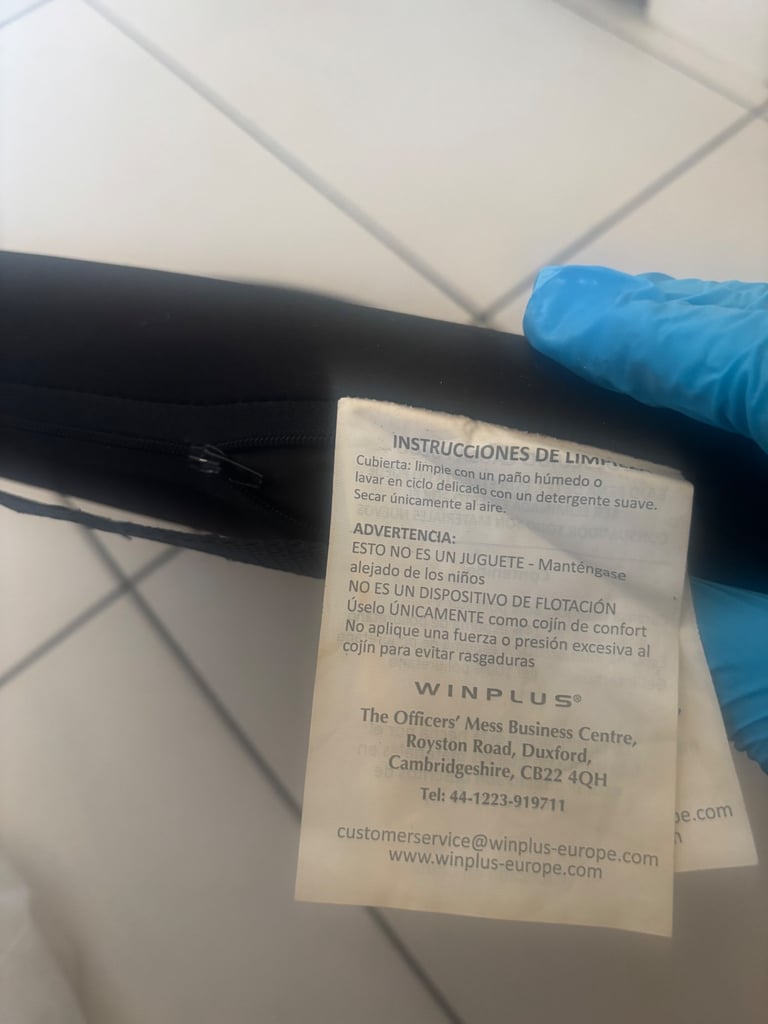 INSTRUCCIONES DE
Cubierta: limpie con un paño húmedo o
lavar en ciclo delicado con un detergente suave.
Secar únicamente al aire.
ADVERTENCIA:
ESTO NO ES UN JUGUETE - Manténgase
alejado de los niños
NO ES UN DISPOSITIVO DE FLOTACIÓN
Úselo ÚNICAMENTE como cojín de confort
No aplique una fuerza o presión excesiva al
cojín para evitar rasgaduras
WINPLUS®
The Officers' Mess Business Centre,
Royston Road, Duxford,
Cambridgeshire, CB22 4QH
Tel: 44-1223-919711
customerservice@winplus-europe.com
www.winplus-europe.com
pe.com